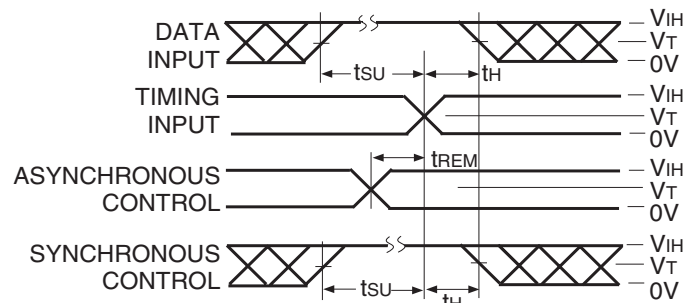 DATA
INPUT
tSU
tH
VIH
VT
0V
TIMING
INPUT
VIH
VT
0V
ASYNCHRONOUS
CONTROL
tREM
VIH
VT
0V
SYNCHRONOUS
CONTROL
tSU
tH
VIH
VT
0V